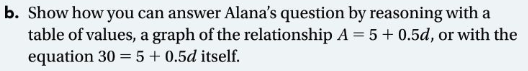 b. Show how you can answer Alana's question by reasoning with a
table of values, a graph of the relationship A = 5 + 0.5d, or with the
equation 30 = 5 + 0.5d itself.